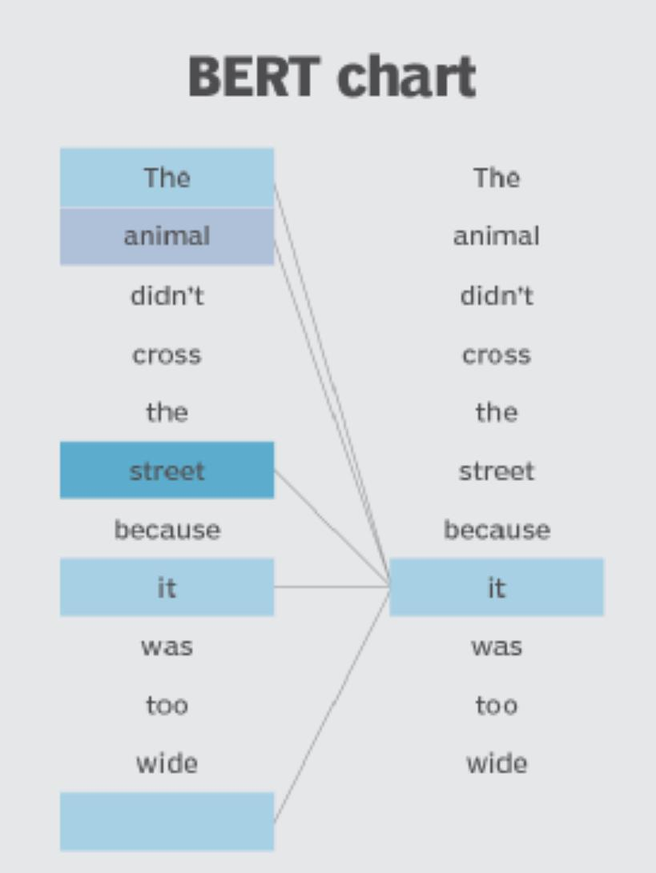 BERT chart
The The
animal animal
didn't didn't
cross cross
the the
street street
because because
it it
was was
too too
wide wide